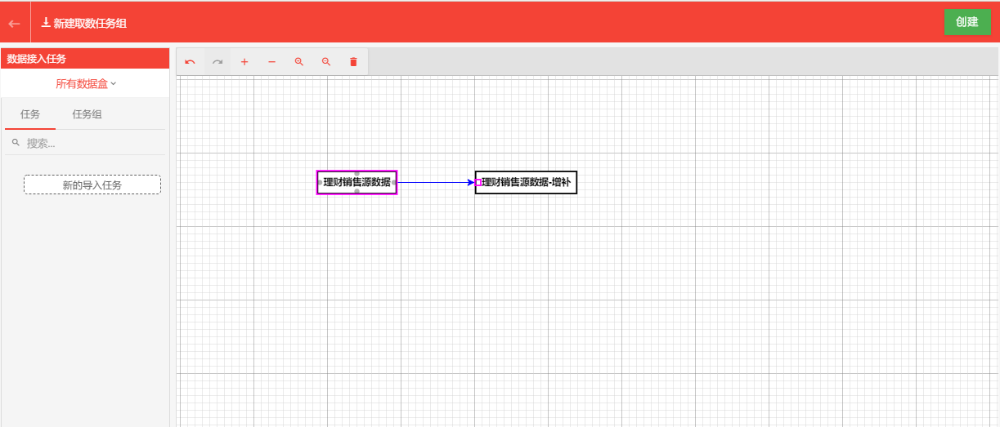 新建取数任务组
创建
数据接入任务
所有数据盒
任务 任务组
搜索...
新的导入任务
理财销售源数据
理财销售源数据-增补